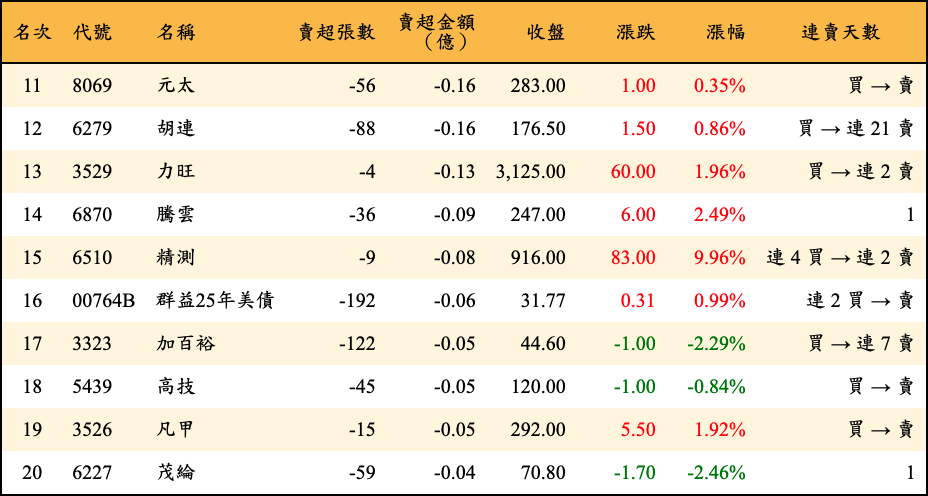 名次 代號 名稱 賣超張數 賣超金額（億） 收盤 漲跌 漲幅 連賣天數
11 8069 元太 -56 -0.16 283.00 1.00 0.35% 買 → 賣
12 6279 胡連 -88 -0.16 176.50 1.50 0.86% 買 → 連 21 賣
13 3529 力旺 -4 -0.13 3,125.00 60.00 1.96% 買 → 連 2 賣
14 6870 騰雲 -36 -0.09 247.00 6.00 2.49% 1
15 6510 精測 -9 -0.08 916.00 83.00 9.96% 連 4 買 → 連 2 賣
16 00764B 群益25年美債 -192 -0.06 31.77 0.31 0.99% 連 2 買 → 賣
17 3323 加百裕 -122 -0.05 44.60 -1.00 -2.29% 買 → 連 7 賣
18 5439 高技 -45 -0.05 120.00 -1.00 -0.84% 買 → 賣
19 3526 凡甲 -15 -0.05 292.00 5.50 1.92% 買 → 賣
20 6227 茂綸 -59 -0.04 70.80 -1.70 -2.46% 1